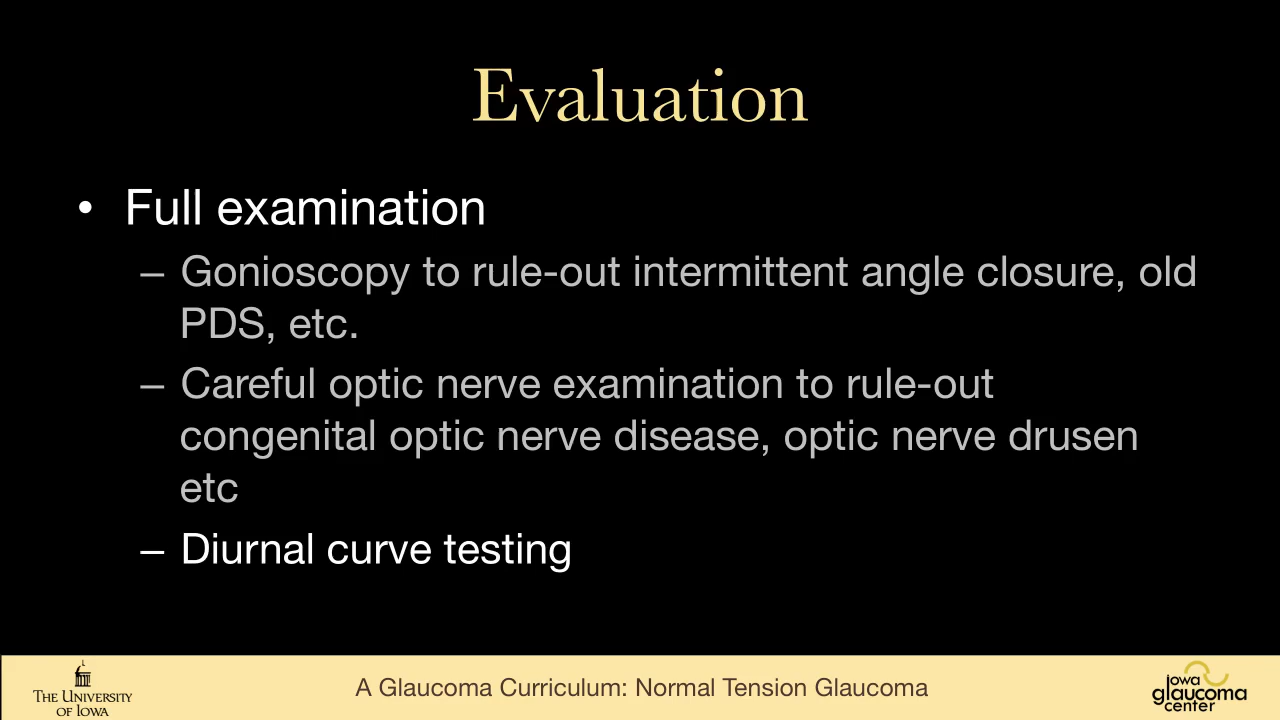 Evaluation
• Full examination
– Gonioscopy to rule-out intermittent angle closure, old
PDS, etc.
– Careful optic nerve examination to rule-out
congenital optic nerve disease, optic nerve drusen
etc
– Diurnal curve testing
THE UNIVERSITY
OF IOWA
A Glaucoma Curriculum: Normal Tension Glaucoma
iowa
glaucoma
center